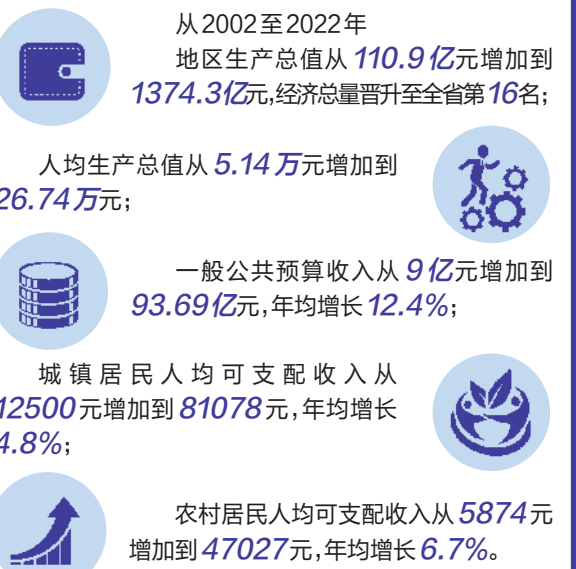 从2002至2022年
地区生产总值从110.9亿元增加到
1374.3亿元,经济总量晋升至全省第16名;
人均生产总值从5.14万元增加到
26.74万元;
一般公共预算收入从9亿元增加到
93.69亿元,年均增长12.4%;
城镇居民人均可支配收入从
12500元增加到81078元,年均增长
4.8%;
农村居民人均可支配收入从5874元
增加到47027元,年均增长6.7%。